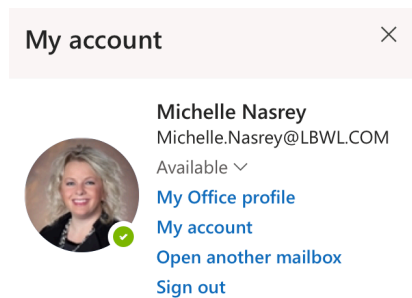 My account
Michelle Nasrey
Michelle.Nasrey@LBWL.COM
Available
My Office profile
My account
Open another mailbox
Sign out